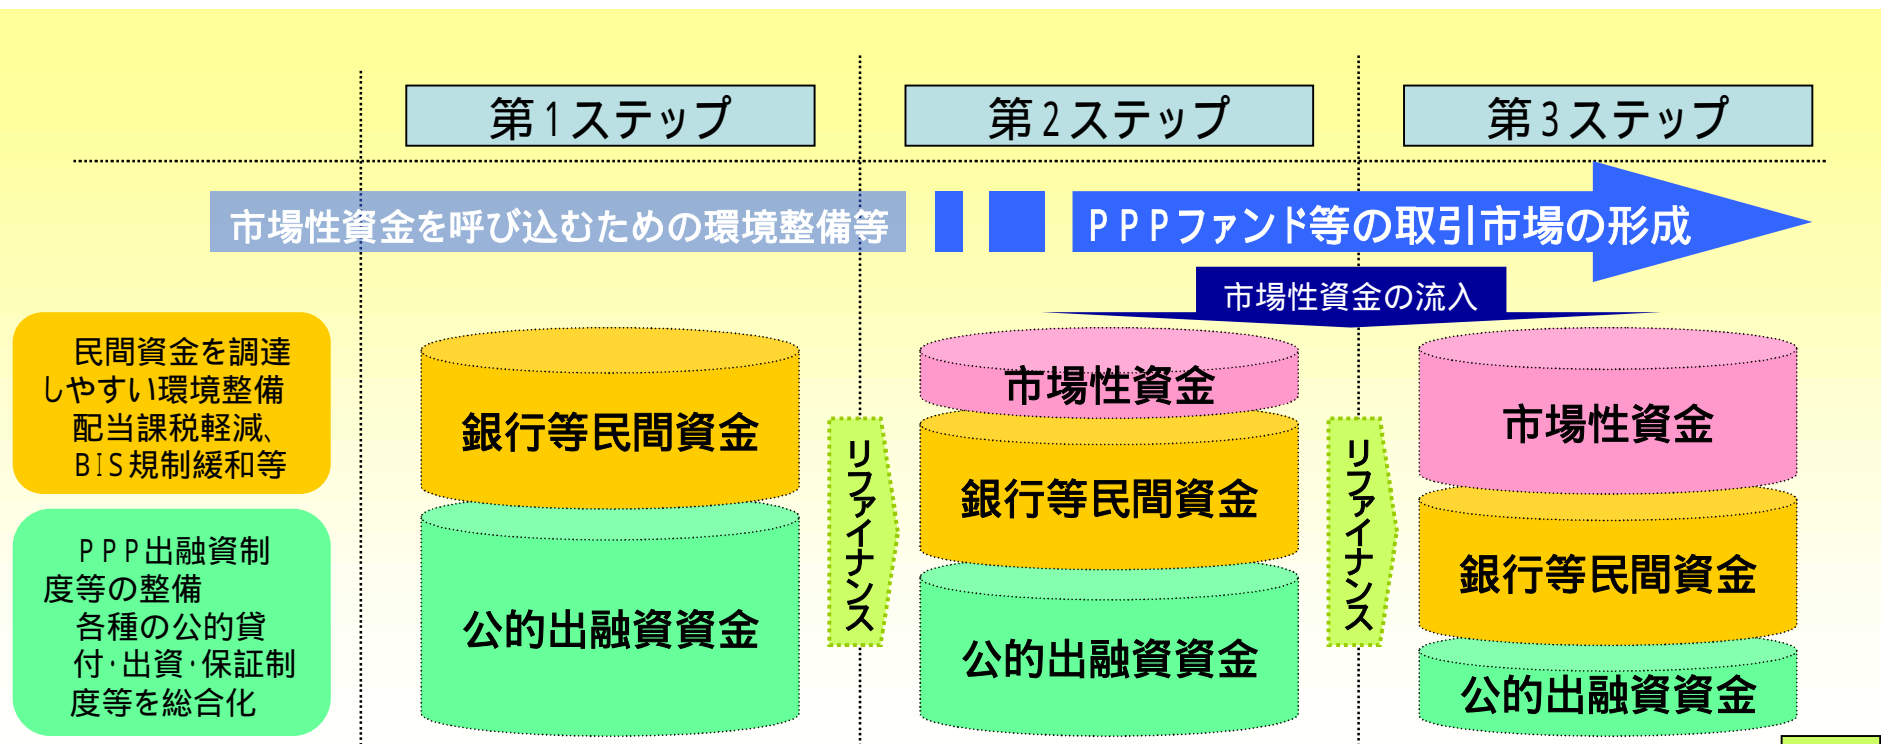 第1ステップ
第2ステップ
第3ステップ
市場性資金を呼び込むための環境整備等
PPPファンド等の取引市場の形成
市場性資金の流入
民間資金を調達
しやすい環境整備
配当課税軽減、
BIS規制緩和等
PPP出融資制
度等の整備
各種の公的貸
付・出資・保証制
度等を総合化
銀行等民間資金
公的出融資資金
リファイナンス
市場性資金
銀行等民間資金
公的出融資資金
リファイナンス
市場性資金
銀行等民間資金
公的出融資資金